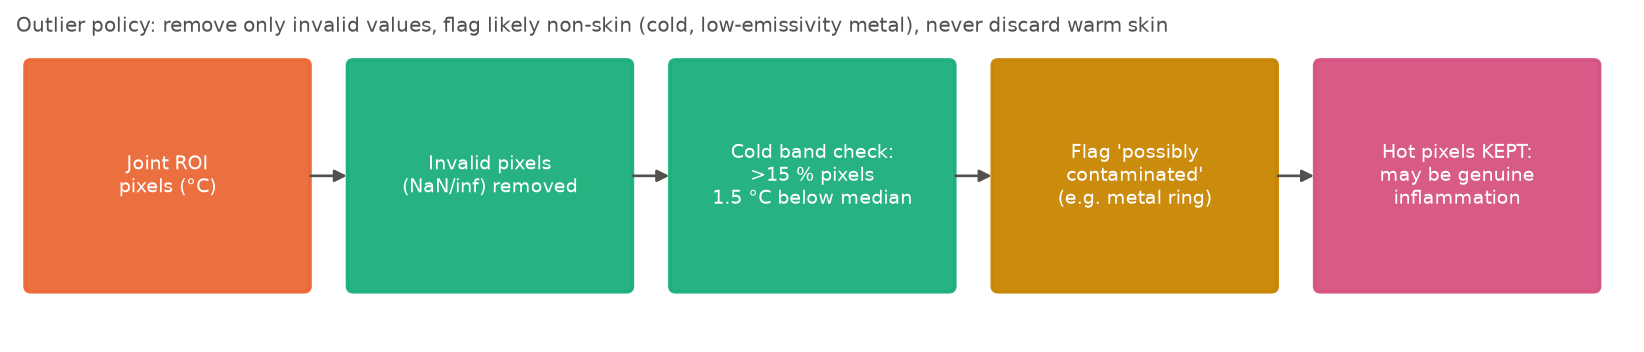 Outlier policy: remove only invalid values, flag likely non-skin (cold, low-emissivity metal), never discard warm skin
Joint ROI
pixels (°C)
Invalid pixels
(NaN/inf) removed
Cold band check:
>15 % pixels
1.5 °C below median
Flag 'possibly
contaminated'
(e.g. metal ring)
Hot pixels KEPT:
may be genuine
inflammation